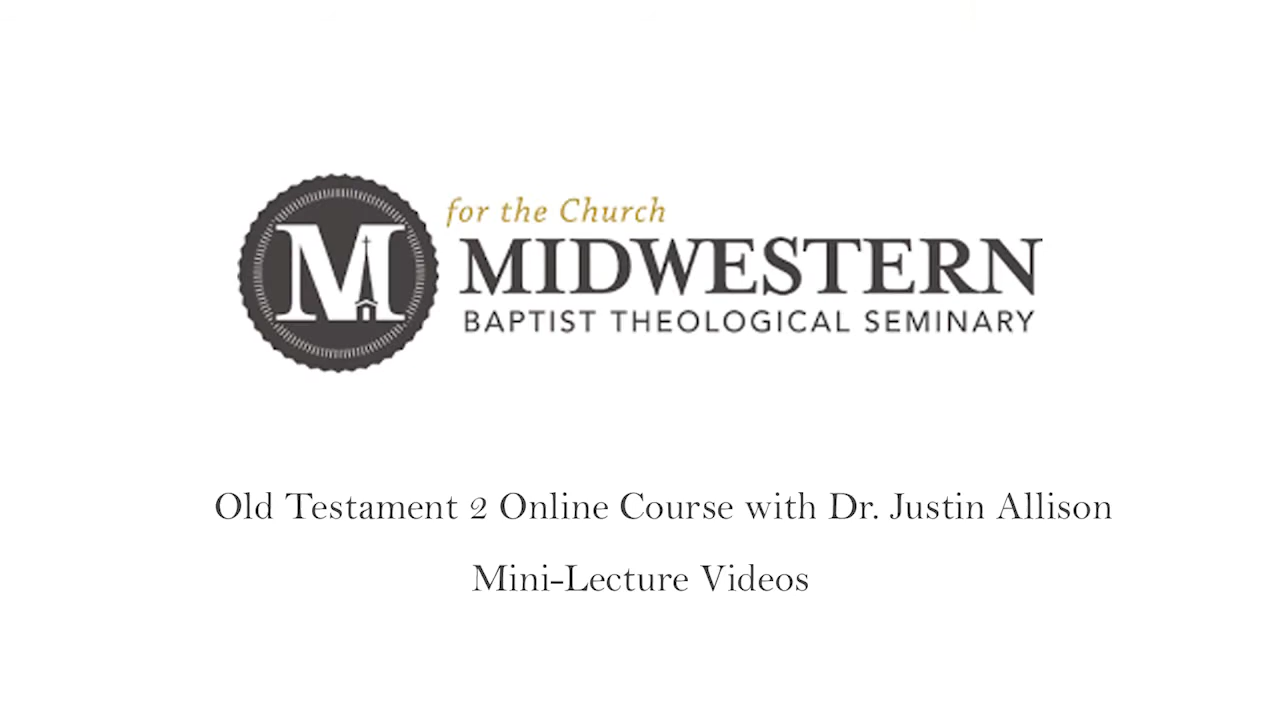 M
for the Church
MIDWESTERN
BAPTIST THEOLOGICAL SEMINARY
Old Testament 2 Online Course with Dr. Justin Allison
Mini-Lecture Videos